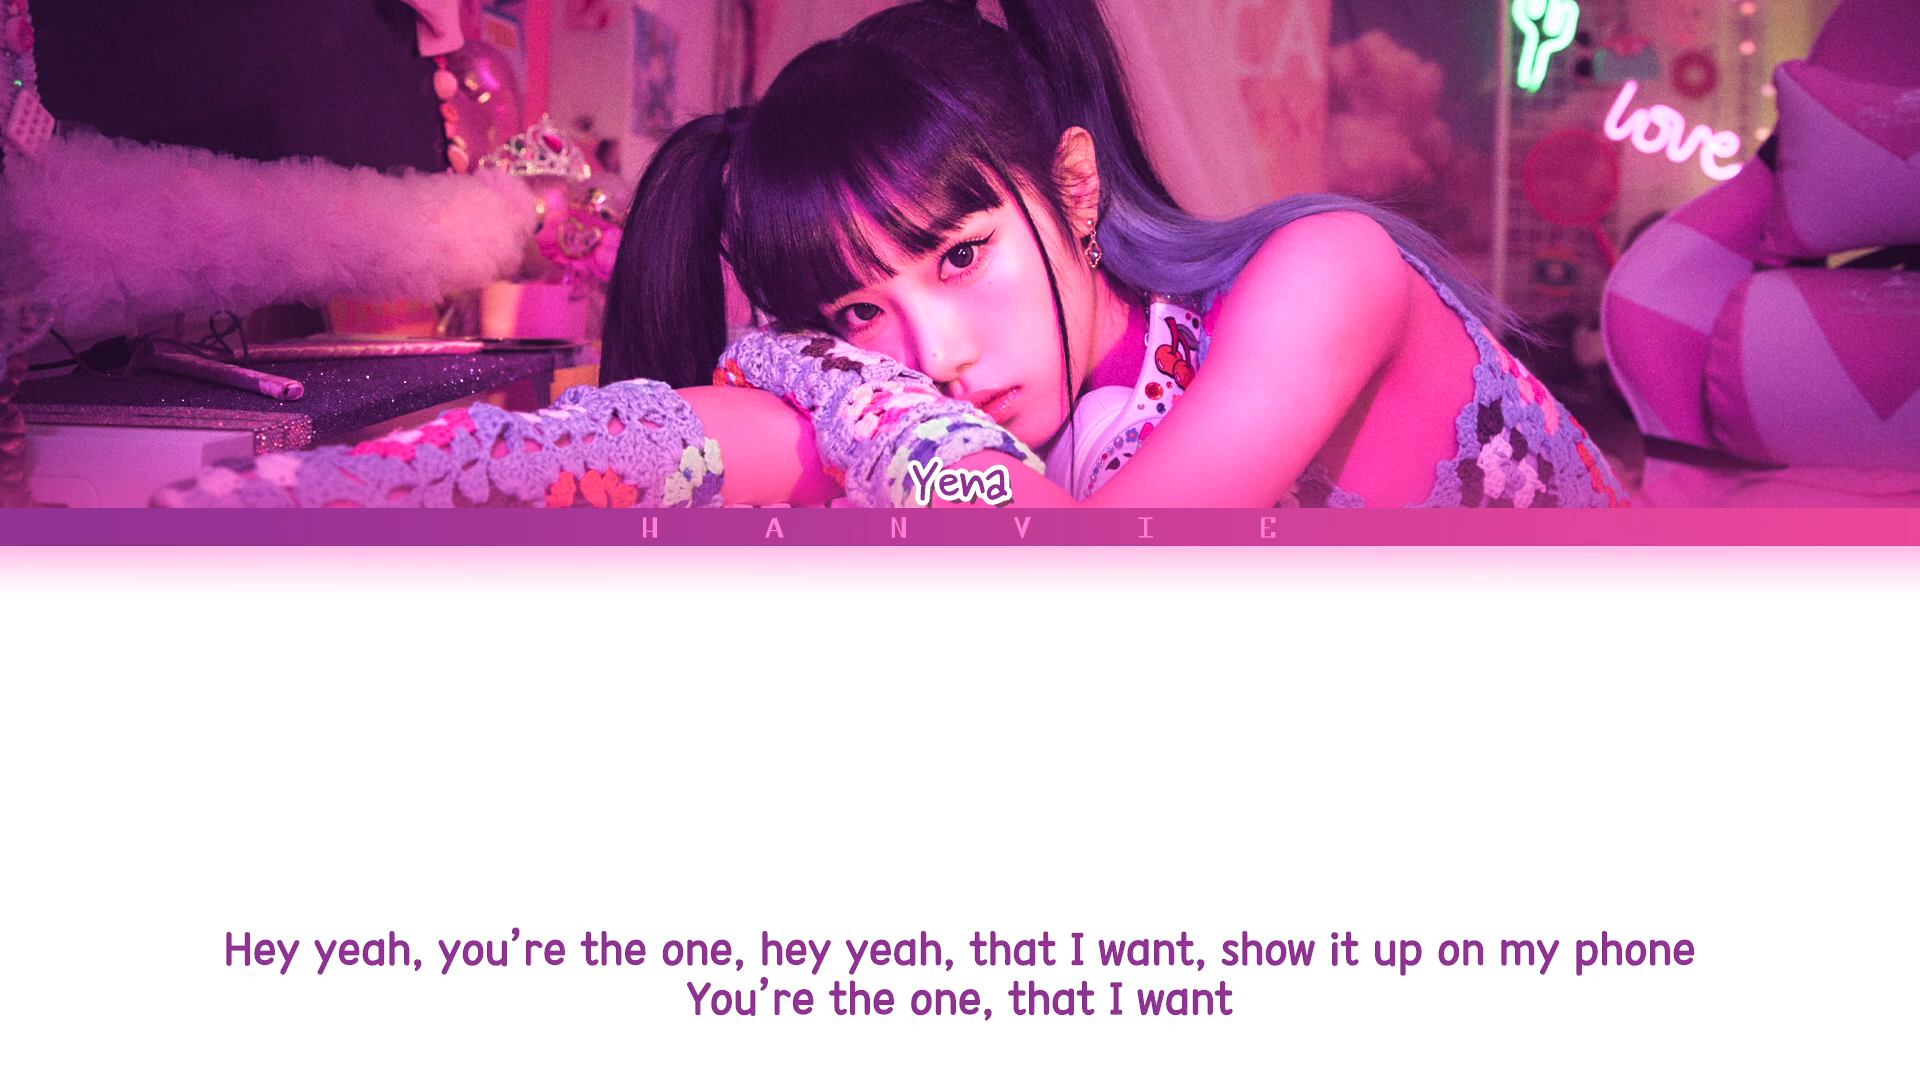 CA
love
Yena
H A N V I E
Hey yeah, you're the one, hey yeah, that I want, show it up on my phone
You're the one, that I want